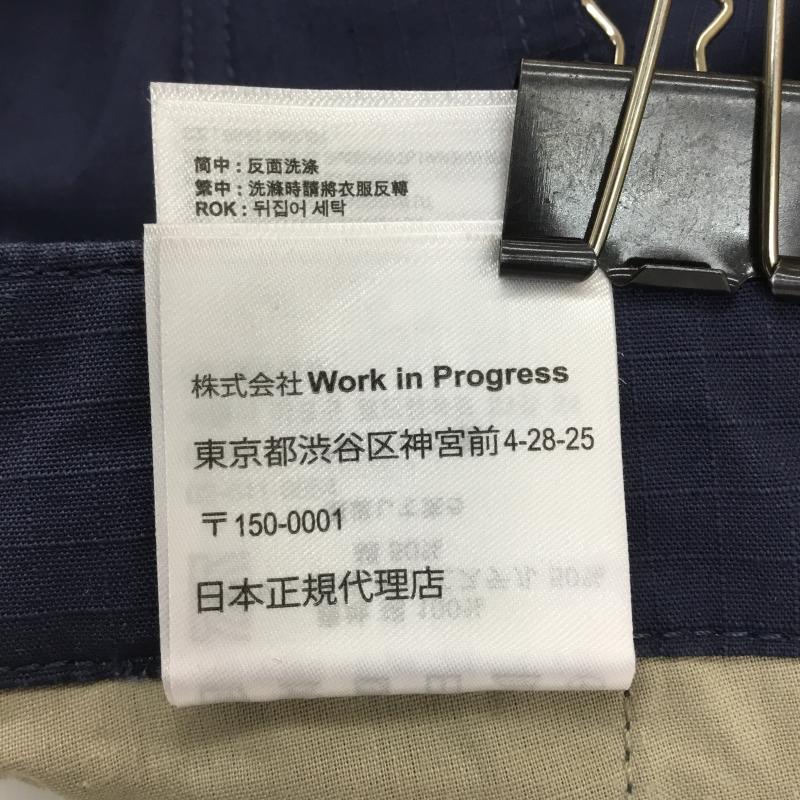 简中 : 反面洗涤
繁中 : 洗滌時請將衣服反轉
ROK : 뒤집어 세탁
株式会社 Work in Progress
東京都渋谷区神宮前 4-28-25
〒150-0001
日本正規代理店